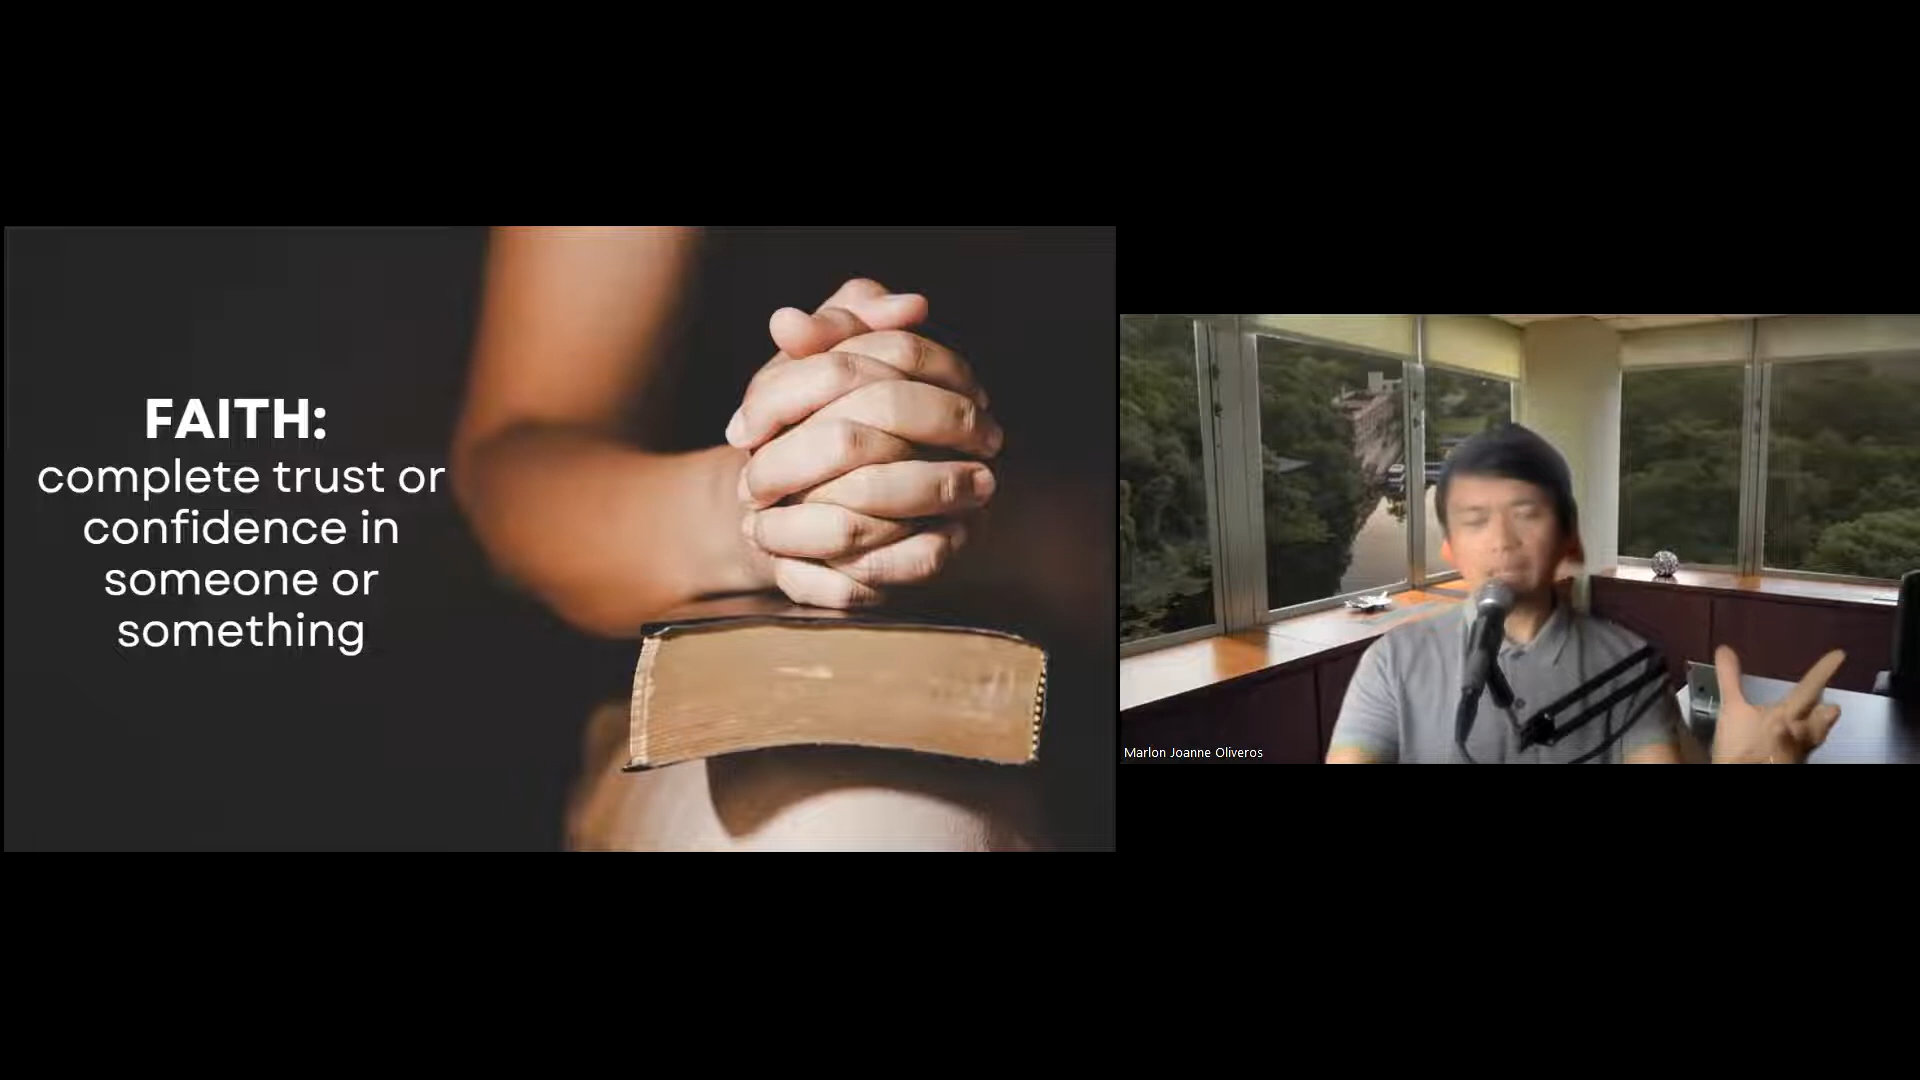 FAITH:
complete trust or
confidence in
someone or
something
Marlon Joanne Oliveros